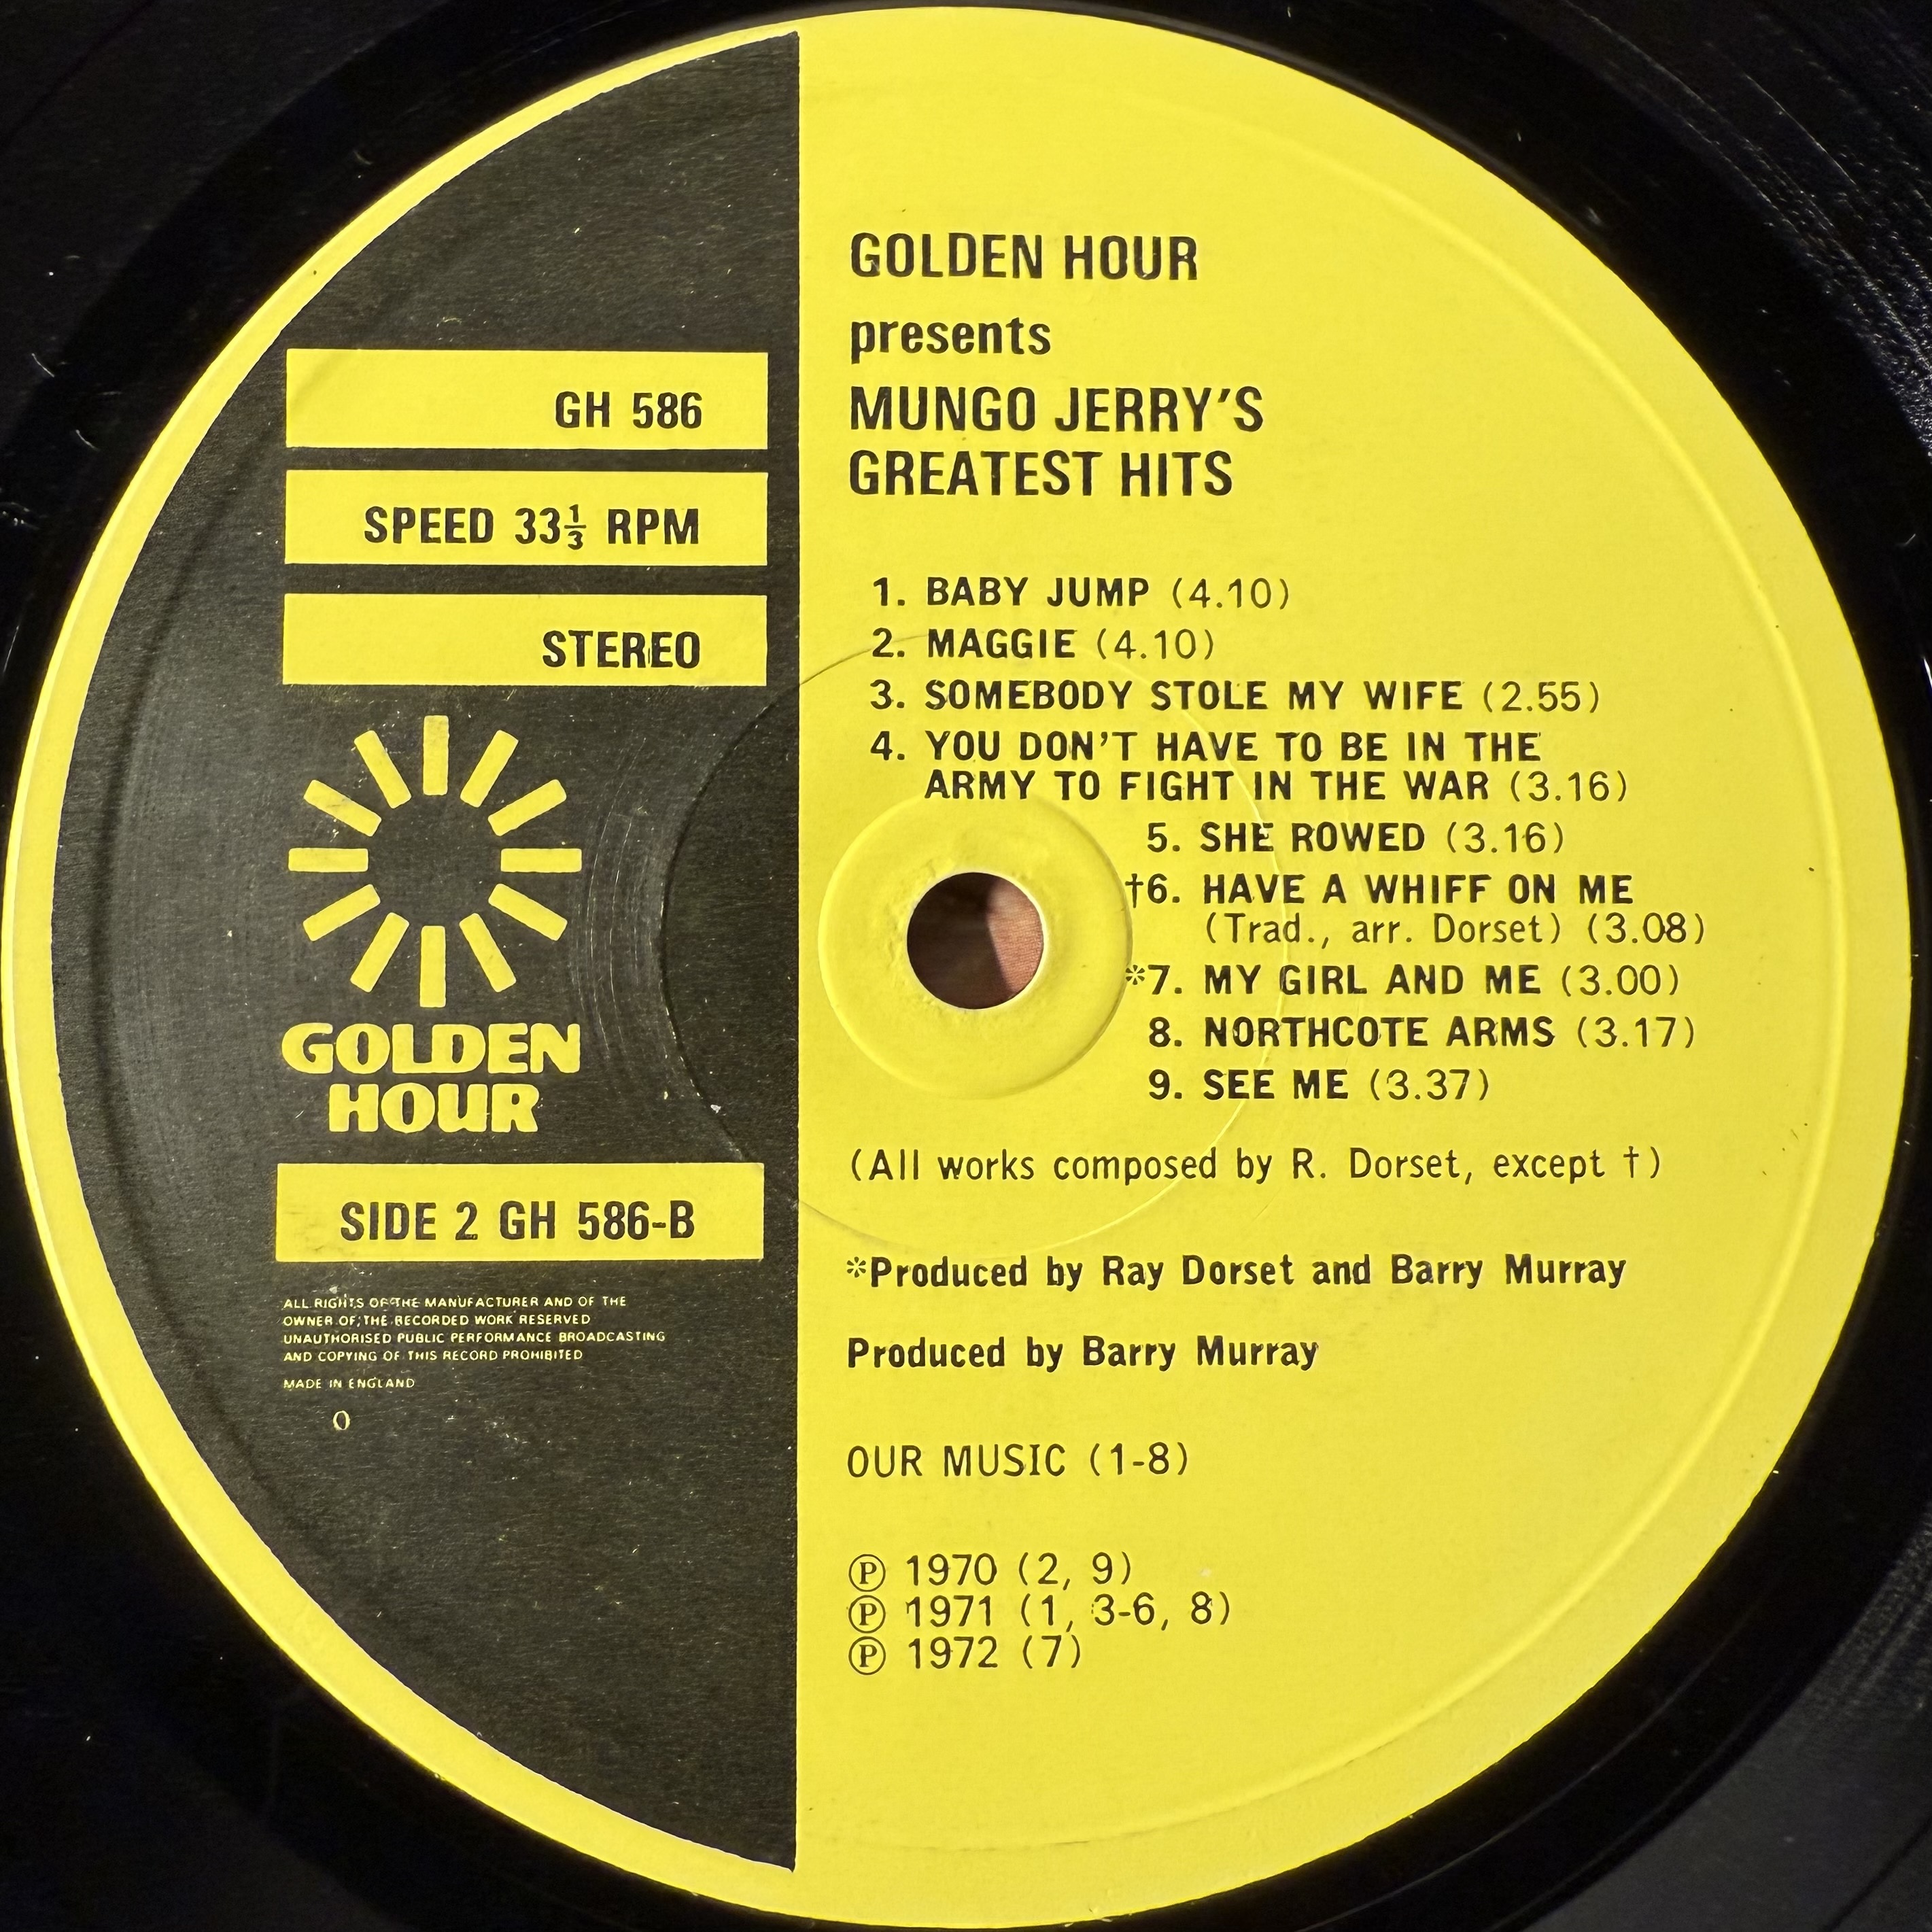 GH 586
SPEED 33⅓ RPM
STEREO
GOLDEN
HOUR
SIDE 2 GH 586-B
ALL RIGHTS OF THE MANUFACTURER AND OF THE
OWNER OF THE RECORDED WORK RESERVED
UNAUTHORISED PUBLIC PERFORMANCE BROADCASTING
AND COPYING OF THIS RECORD PROHIBITED
MADE IN ENGLAND
O
GOLDEN HOUR
presents
MUNGO JERRY'S
GREATEST HITS
1. BABY JUMP (4.10)
2. MAGGIE (4.10)
3. SOMEBODY STOLE MY WIFE (2.55)
4. YOU DON'T HAVE TO BE IN THE
ARMY TO FIGHT IN THE WAR (3.16)
5. SHE ROWED (3.16)
†6. HAVE A WHIFF ON ME
(Trad., arr. Dorset) (3.08)
*7. MY GIRL AND ME (3.00)
8. NORTHCOTE ARMS (3.17)
9. SEE ME (3.37)
(All works composed by R. Dorset, except †)
*Produced by Ray Dorset and Barry Murray
Produced by Barry Murray
OUR MUSIC (1-8)
℗ 1970 (2, 9)
℗ 1971 (1, 3-6, 8)
℗ 1972 (7)